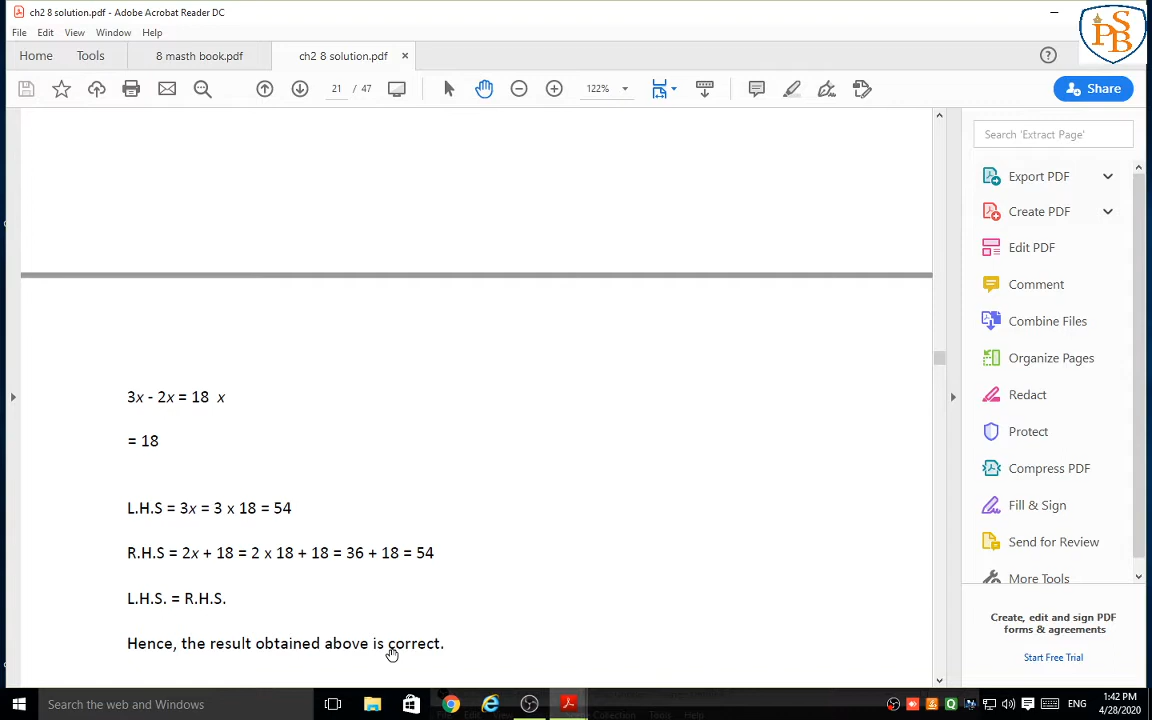 ch2 8 solution.pdf - Adobe Acrobat Reader DC
File Edit View Window Help
PSB
Home Tools 8 masth book.pdf ch2 8 solution.pdf ×
21 / 47 122% Share
Search 'Extract Page'
Export PDF
Create PDF
Edit PDF
Comment
Combine Files
Organize Pages
Redact
Protect
Compress PDF
Fill & Sign
Send for Review
More Tools
Create, edit and sign PDF
forms & agreements
Start Free Trial
3x - 2x = 18 x
= 18
L.H.S = 3x = 3 x 18 = 54
R.H.S = 2x + 18 = 2 x 18 + 18 = 36 + 18 = 54
L.H.S. = R.H.S.
Hence, the result obtained above is correct.
Search the web and Windows
ENG
1:42 PM
4/28/2020